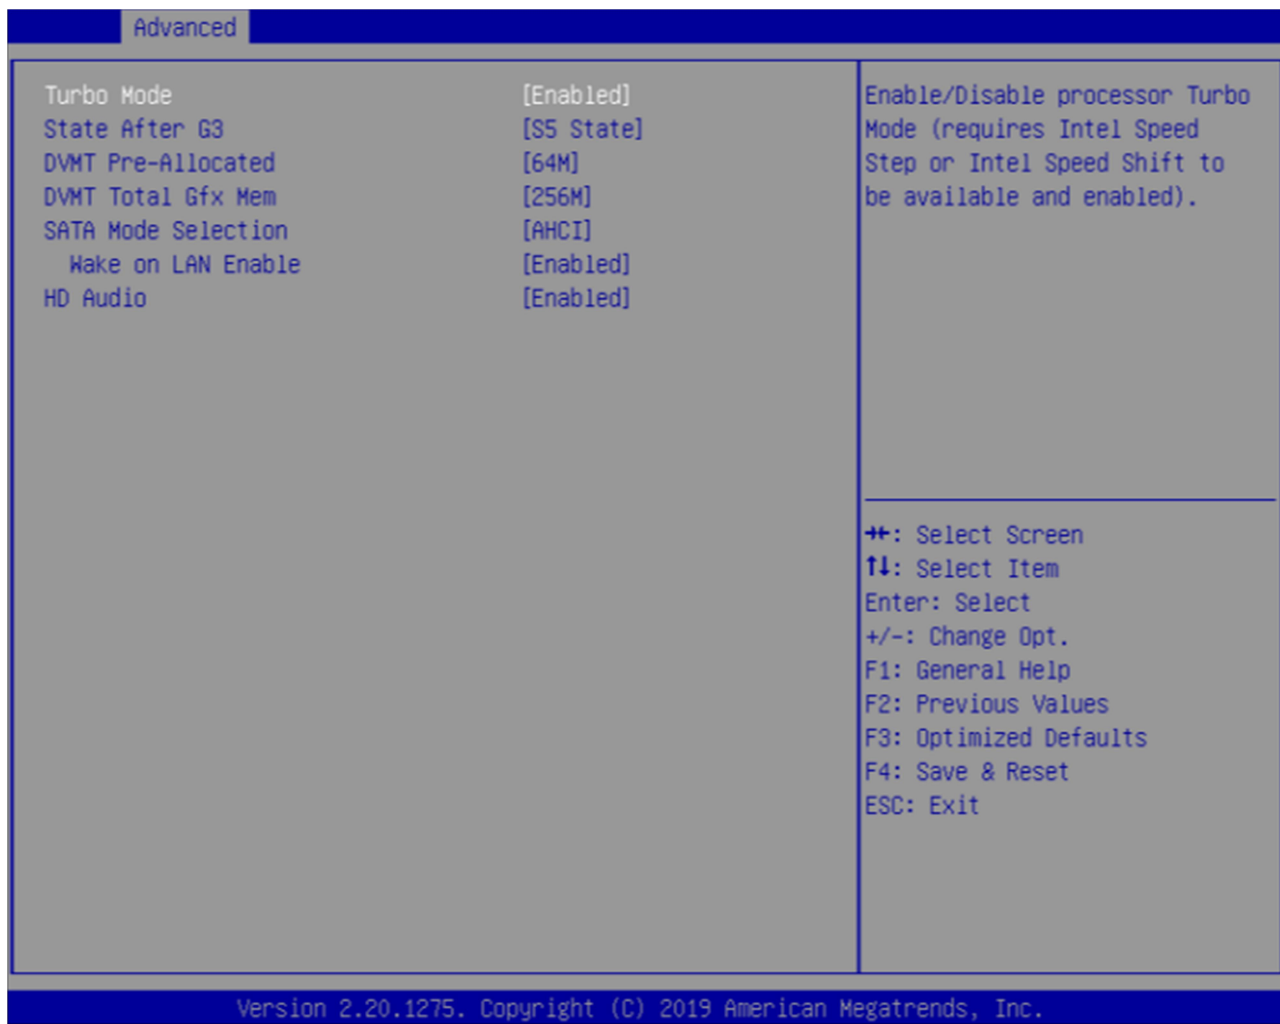 Advanced
Turbo Mode [Enabled]
State After G3 [S5 State]
DVMT Pre-Allocated [64M]
DVMT Total Gfx Mem [256M]
SATA Mode Selection [AHCI]
Wake on LAN Enable [Enabled]
HD Audio [Enabled]
Enable/Disable processor Turbo
Mode (requires Intel Speed
Step or Intel Speed Shift to
be available and enabled).
→←: Select Screen
↑↓: Select Item
Enter: Select
+/-: Change Opt.
F1: General Help
F2: Previous Values
F3: Optimized Defaults
F4: Save & Reset
ESC: Exit
Version 2.20.1275. Copyright (C) 2019 American Megatrends, Inc.